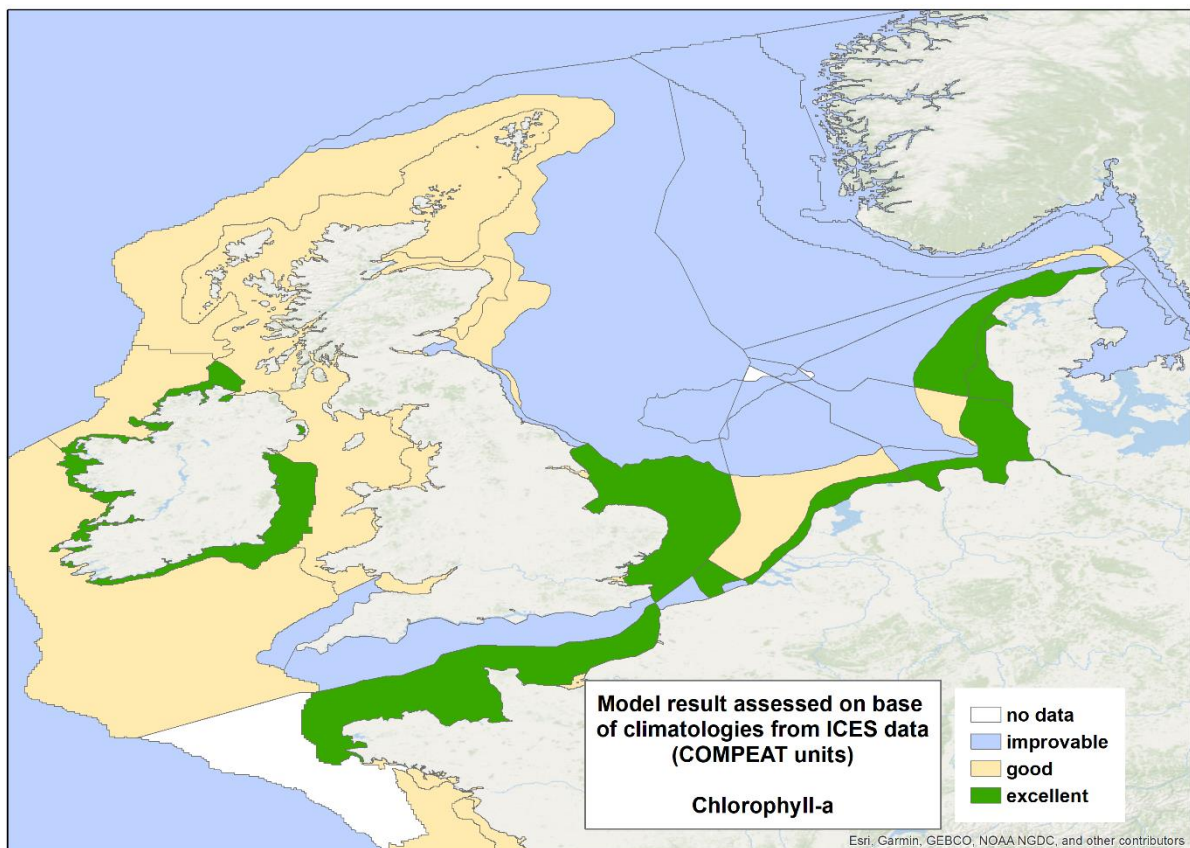 Model result assessed on base
of climatologies from ICES data
(COMPEAT units)
Chlorophyll-a
no data
improvable
good
excellent
Esri, Garmin, GEBCO, NOAA NGDC, and other contributors